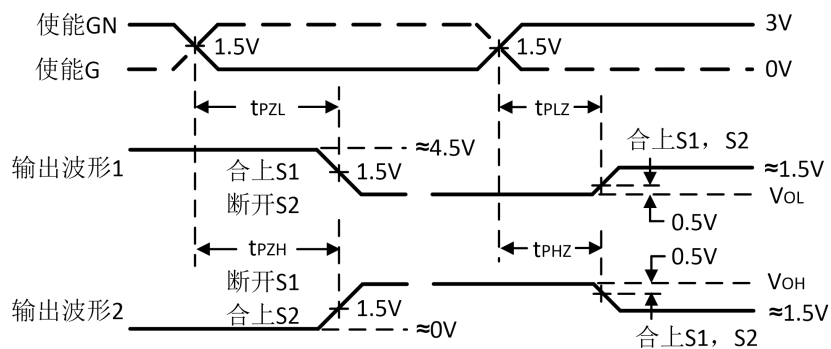 使能GN
1.5V
1.5V
3V
使能G
0V
tPZL
tPLZ
合上S1，S2
≈4.5V
输出波形1
合上S1
1.5V
≈1.5V
断开S2
VOL
0.5V
tPZH
tPHZ
0.5V
断开S1
VOH
输出波形2
合上S2
1.5V
≈0V
≈1.5V
合上S1，S2